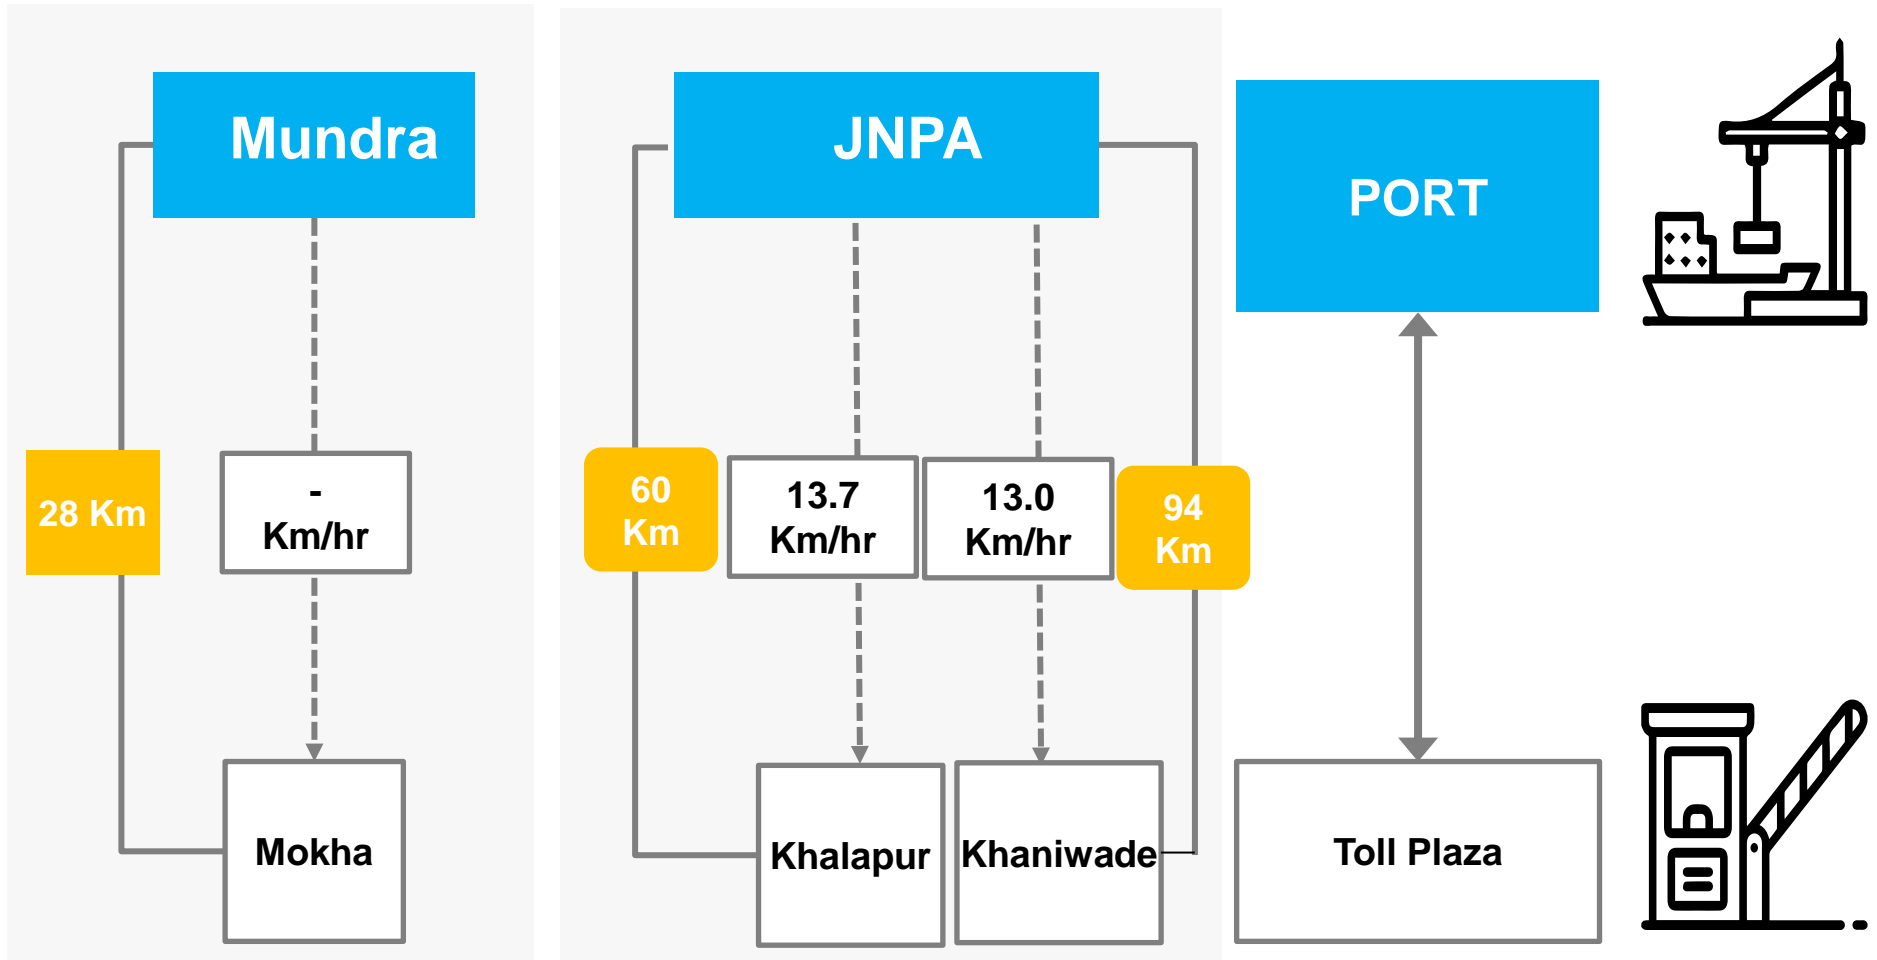 Mundra
28 Km
-
Km/hr
Mokha
JNPA
60
Km
13.7
Km/hr
13.0
Km/hr
94
Km
Khalapur
Khaniwade
PORT
Toll Plaza